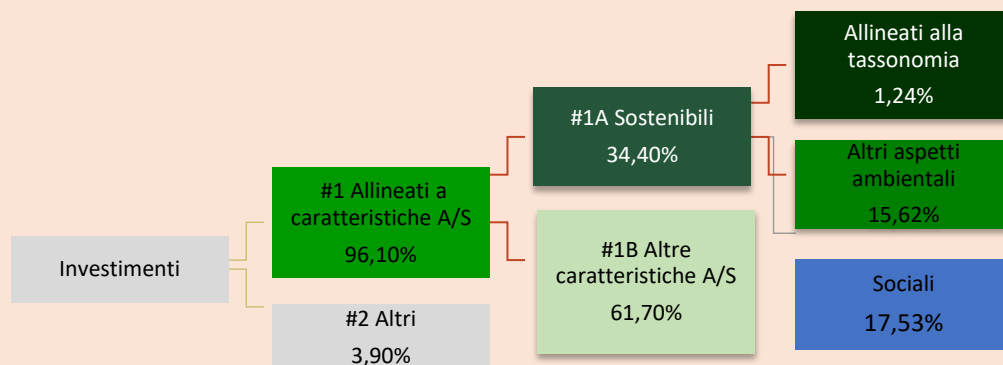 Investimenti
#1 Allineati a
caratteristiche A/S
96,10%
#2 Altri
3,90%
#1A Sostenibili
34,40%
#1B Altre
caratteristiche A/S
61,70%
Allineati alla
tassonomia
1,24%
Altri aspetti
ambientali
15,62%
Sociali
17,53%